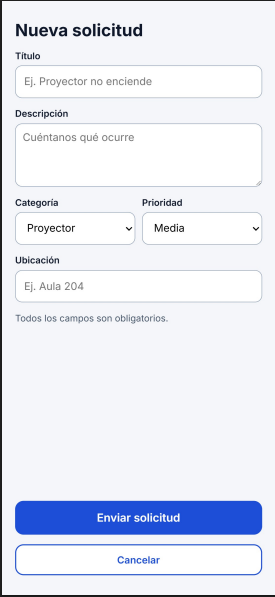 Nueva solicitud
Título
Ej. Proyector no enciende
Descripción
Cuéntanos qué ocurre
Categoría Prioridad
Proyector Media
Ubicación
Ej. Aula 204
Todos los campos son obligatorios.
Enviar solicitud
Cancelar